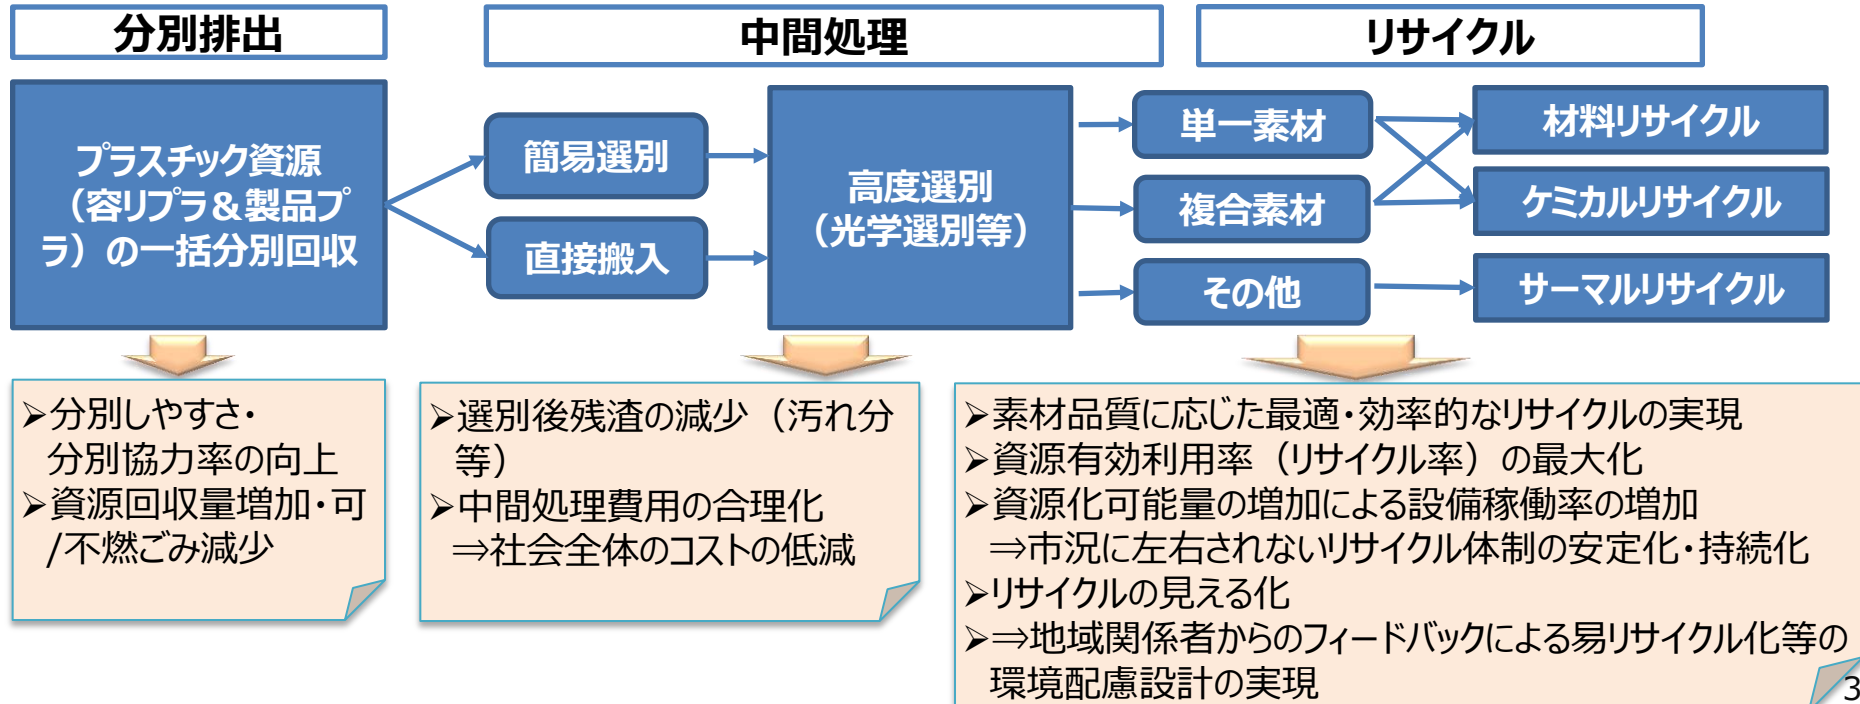 分別排出
中間処理
リサイクル
プラスチック資源
（容リプラ＆製品プ
ラ）の一括分別回収
簡易選別
直接搬入
高度選別
（光学選別等）
単一素材
複合素材
その他
材料リサイクル
ケミカルリサイクル
サーマルリサイクル
➢分別しやすさ・
分別協力率の向上
➢資源回収量増加・可
/不燃ごみ減少
➢選別後残渣の減少（汚れ分
等）
➢中間処理費用の合理化
⇒社会全体のコストの低減
➢素材品質に応じた最適・効率的なリサイクルの実現
➢資源有効利用率（リサイクル率）の最大化
➢資源化可能量の増加による設備稼働率の増加
⇒市況に左右されないリサイクル体制の安定化・持続化
➢リサイクルの見える化
➢⇒地域関係者からのフィードバックによる易リサイクル化等の
環境配慮設計の実現
3